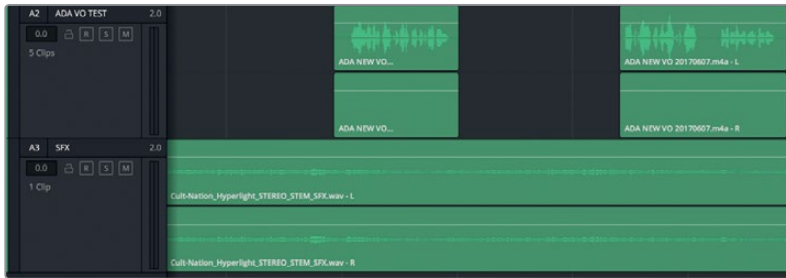 A2 ADA VO TEST 2.0
0.0 R S M
5 Clips
ADA NEW VO...
ADA NEW VO 20170607.m4a - L
ADA NEW VO...
ADA NEW VO 20170607.m4a - R
A3 SFX 2.0
0.0 R S M
1 Clip
Cult-Nation_Hyperlight_STEREO_STEM_SFX.wav - L
Cult-Nation_Hyperlight_STEREO_STEM_SFX.wav - R